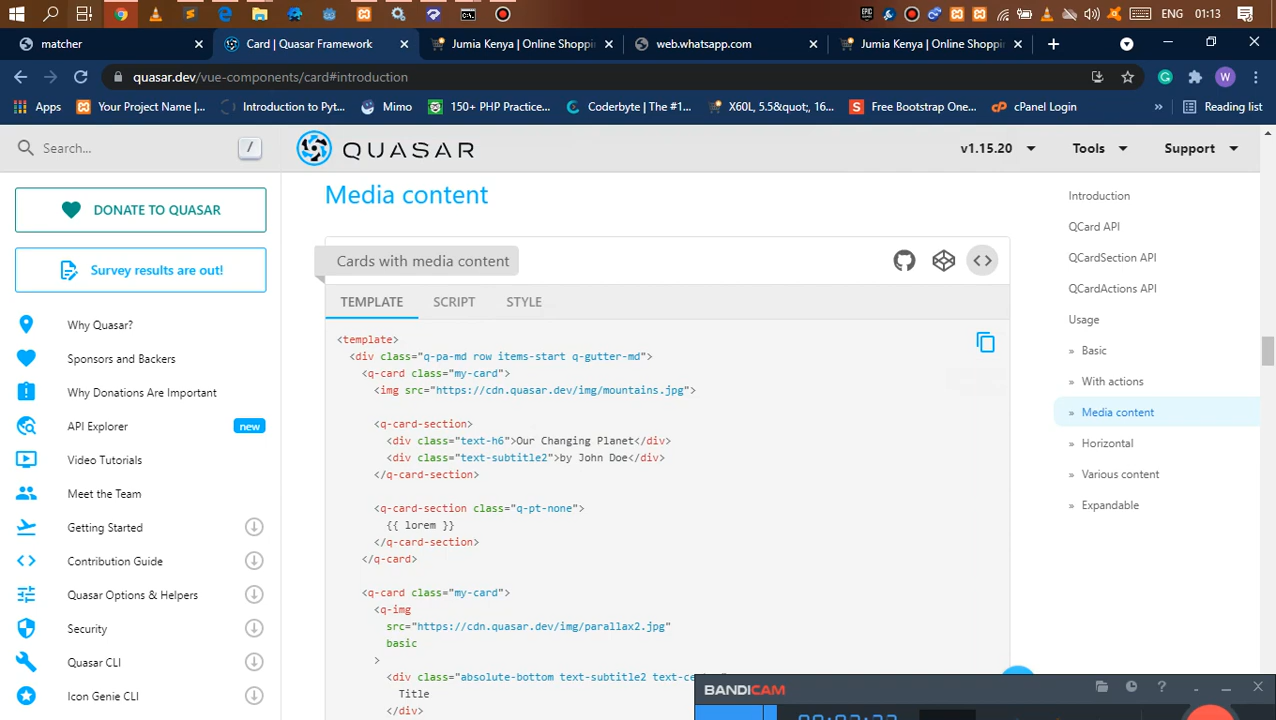 EPIC
ENG
01:13
matcher
Card | Quasar Framework
Jumia Kenya | Online Shoppin
web.whatsapp.com
Jumia Kenya | Online Shoppin
quasar.dev/vue-components/card#introduction
W
Apps
Your Project Name |...
Introduction to Pyt...
Mimo
150+ PHP Practice...
Coderbyte | The #1...
X60L, 5.5&quot;, 16...
Free Bootstrap One...
cPanel Login
»
Reading list
Search...
/
QUASAR
v1.15.20
Tools
Support
DONATE TO QUASAR
Survey results are out!
Why Quasar?
Sponsors and Backers
Why Donations Are Important
API Explorer
new
Video Tutorials
Meet the Team
Getting Started
Contribution Guide
Quasar Options & Helpers
Security
Quasar CLI
Icon Genie CLI
Media content
Cards with media content
TEMPLATE
SCRIPT
STYLE
<template>
<div class="q-pa-md row items-start q-gutter-md">
<q-card class="my-card">
<img src="https://cdn.quasar.dev/img/mountains.jpg">
<q-card-section>
<div class="text-h6">Our Changing Planet</div>
<div class="text-subtitle2">by John Doe</div>
</q-card-section>
<q-card-section class="q-pt-none">
{{ lorem }}
</q-card-section>
</q-card>
<q-card class="my-card">
<q-img
src="https://cdn.quasar.dev/img/parallax2.jpg"
basic
>
<div class="absolute-bottom text-subtitle2
Title
</div>
Introduction
QCard API
QCardSection API
QCardActions API
Usage
» Basic
» With actions
» Media content
» Horizontal
» Various content
» Expandable
BANDICAM